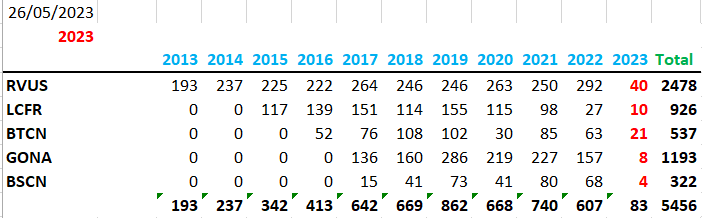 26/05/2023
2023
2013 2014 2015 2016 2017 2018 2019 2020 2021 2022 2023 Total
RVUS 193 237 225 222 264 246 246 263 250 292 40 2478
LCFR 0 0 117 139 151 114 155 115 98 27 10 926
BTCN 0 0 0 52 76 108 102 30 85 63 21 537
GONA 0 0 0 0 136 160 286 219 227 157 8 1193
BSCN 0 0 0 0 15 41 73 41 80 68 4 322
193 237 342 413 642 669 862 668 740 607 83 5456